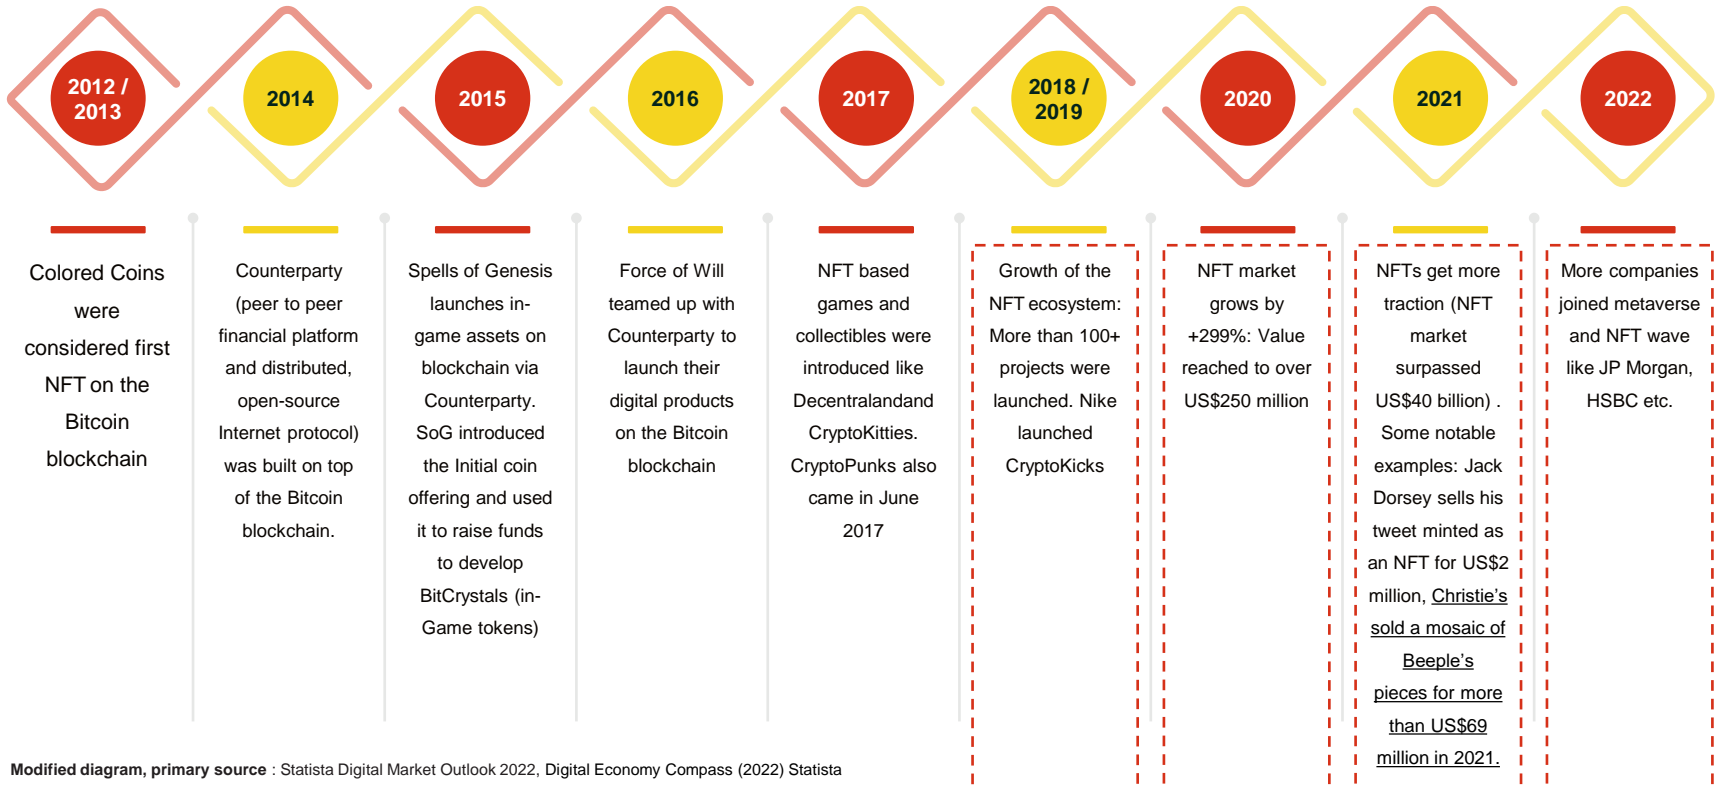 2012 /
2013
2014
2015
2016
2017
2018 /
2019
2020
2021
2022
Colored Coins
were
considered first
NFT on the
Bitcoin
blockchain
Counterparty
(peer to peer
financial platform
and distributed,
open-source
Internet protocol)
was built on top
of the Bitcoin
blockchain.
Spells of Genesis
launches in-
game assets on
blockchain via
Counterparty.
SoG introduced
the Initial coin
offering and used
it to raise funds
to develop
BitCrystals (in-
Game tokens)
Force of Will
teamed up with
Counterparty to
launch their
digital products
on the Bitcoin
blockchain
NFT based
games and
collectibles were
introduced like
Decentralandand
CryptoKitties.
CryptoPunks also
came in June
2017
Growth of the
NFT ecosystem:
More than 100+
projects were
launched. Nike
launched
CryptoKicks
NFT market
grows by
+299%: Value
reached to over
US$250 million
NFTs get more
traction (NFT
market
surpassed
US$40 billion) .
Some notable
examples: Jack
Dorsey sells his
tweet minted as
an NFT for US$2
million, Christie's
sold a mosaic of
Beeple's
pieces for more
than US$69
million in 2021.
More companies
joined metaverse
and NFT wave
like JP Morgan,
HSBC etc.
Modified diagram, primary source : Statista Digital Market Outlook 2022, Digital Economy Compass (2022) Statista